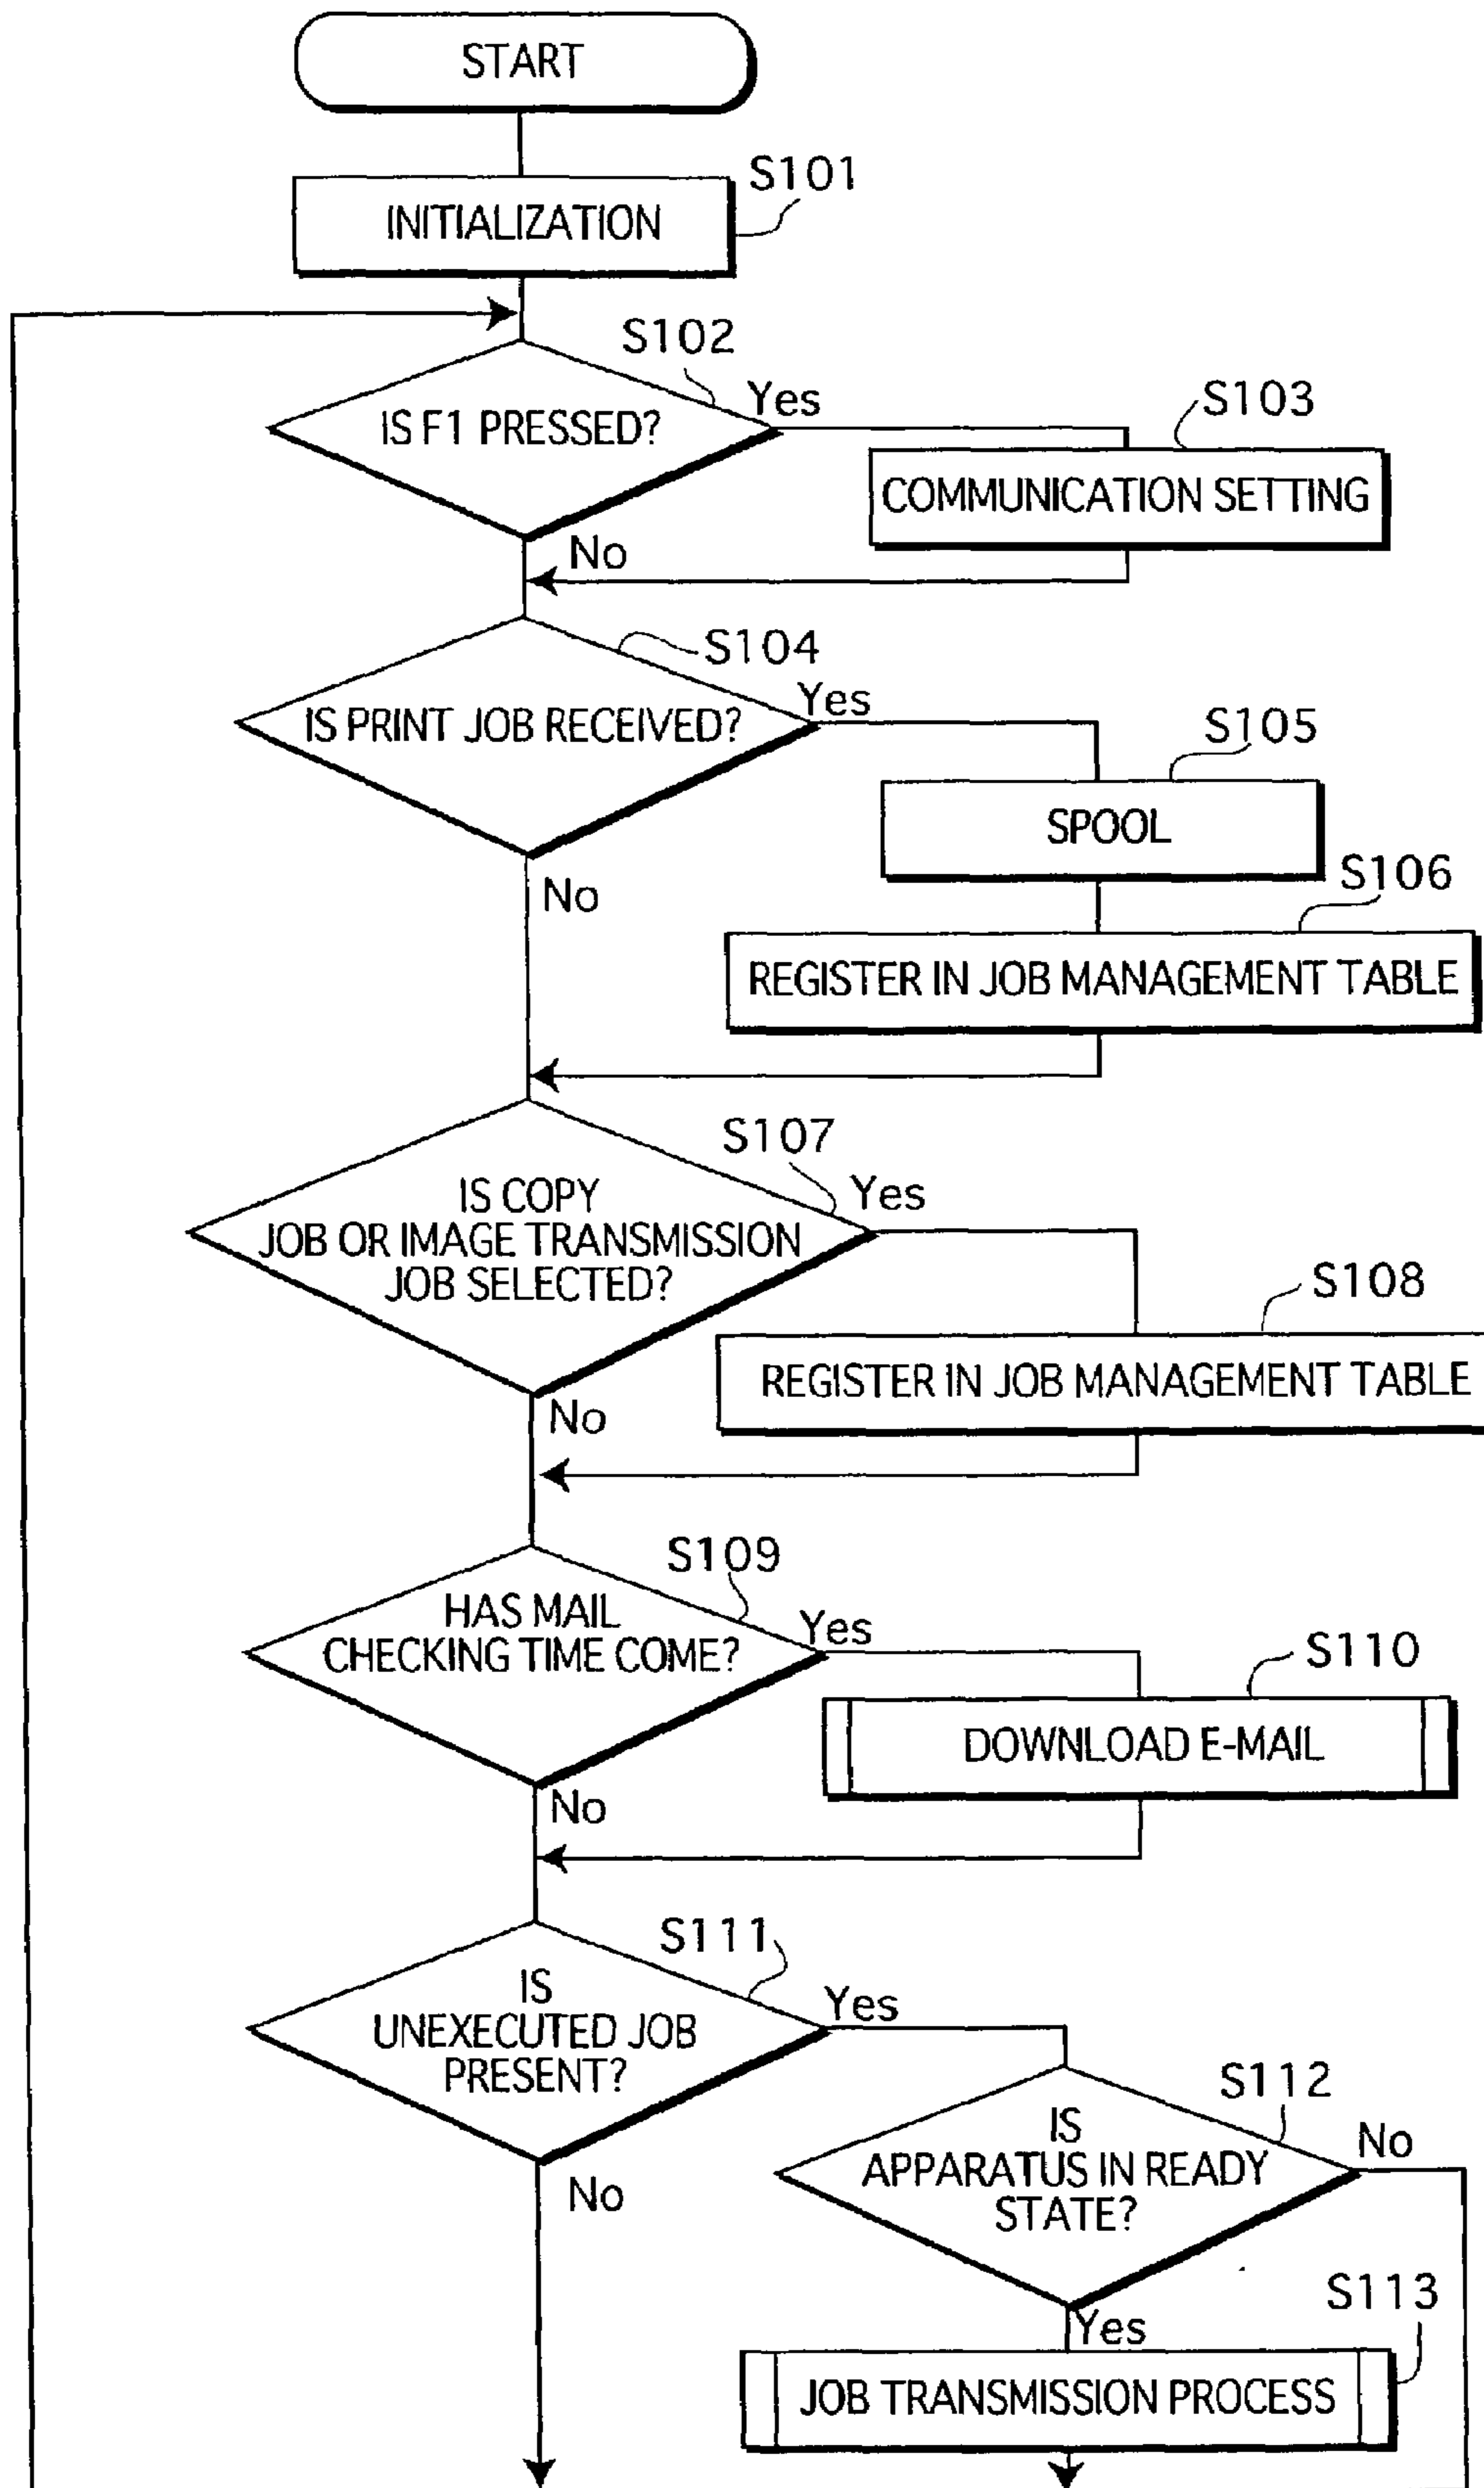 START
S101
INITIALIZATION
S102
Yes
IS F1 PRESSED?
S103
COMMUNICATION SETTING
No
S104
Yes
IS PRINT JOB RECEIVED?
S105
SPOOL
No
S106
REGISTER IN JOB MANAGEMENT TABLE
S107
Yes
IS COPY
JOB OR IMAGE TRANSMISSION
JOB SELECTED?
S108
REGISTER IN JOB MANAGEMENT TABLE
No
S109
Yes
HAS MAIL
CHECKING TIME COME?
S110
DOWNLOAD E-MAIL
No
S111
Yes
IS
UNEXECUTED JOB
PRESENT?
S112
No
IS
APPARATUS IN READY
STATE?
No
Yes
S113
JOB TRANSMISSION PROCESS